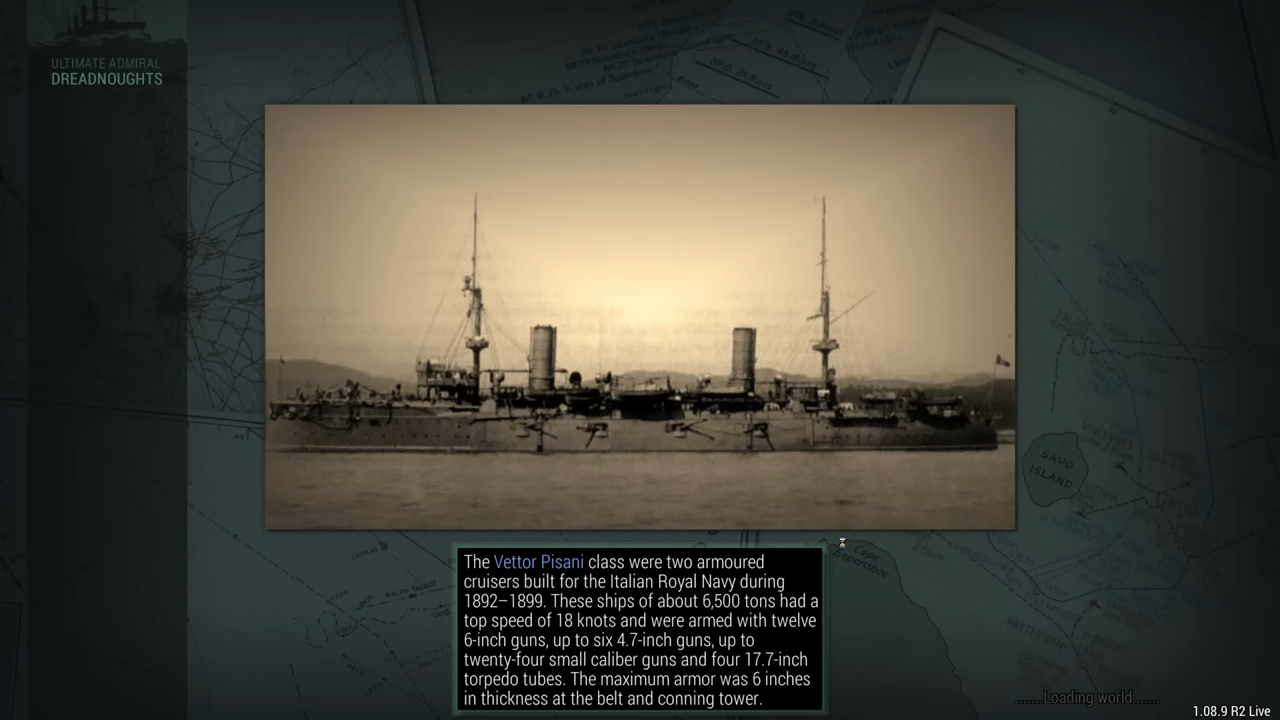 ULTIMATE ADMIRAL
DREADNOUGHTS
SAVO
ISLAND
Cape
Esperance
The Vettor Pisani class were two armoured
cruisers built for the Italian Royal Navy during
1892–1899. These ships of about 6,500 tons had a
top speed of 18 knots and were armed with twelve
6-inch guns, up to six 4.7-inch guns, up to
twenty-four small caliber guns and four 17.7-inch
torpedo tubes. The maximum armor was 6 inches
in thickness at the belt and conning tower.
.......Loading world.......
1.08.9 R2 Live